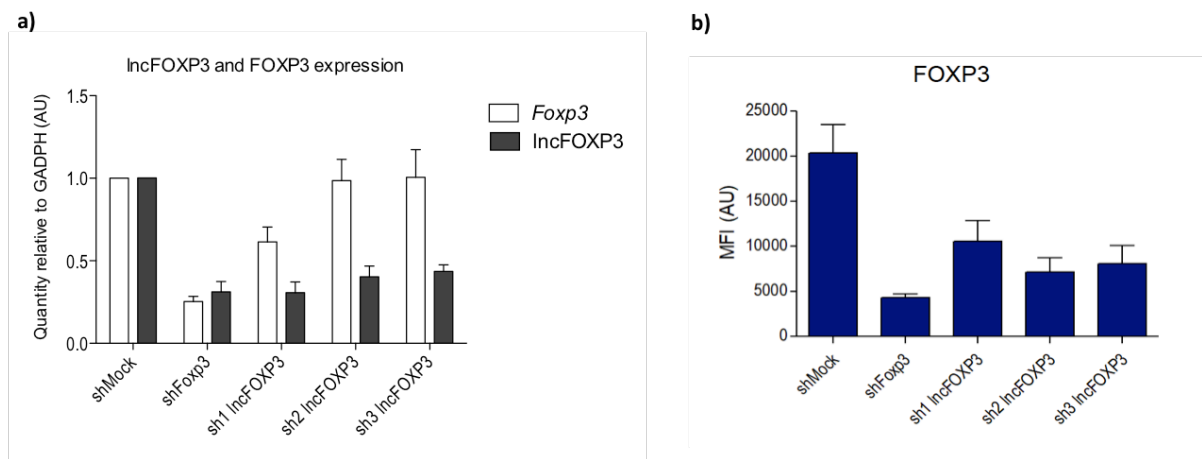 a)
lncFOXP3 and FOXP3 expression
Quantity relative to GADPH (AU)
1.5
1.0
0.5
0.0
Foxp3
lncFOXP3
shMock
shFoxp3
sh1 lncFOXP3
sh2 lncFOXP3
sh3 lncFOXP3
b)
FOXP3
MFI (AU)
25000
20000
15000
10000
5000
0
shMock
shFoxp3
sh1 lncFOXP3
sh2 lncFOXP3
sh3 lncFOXP3